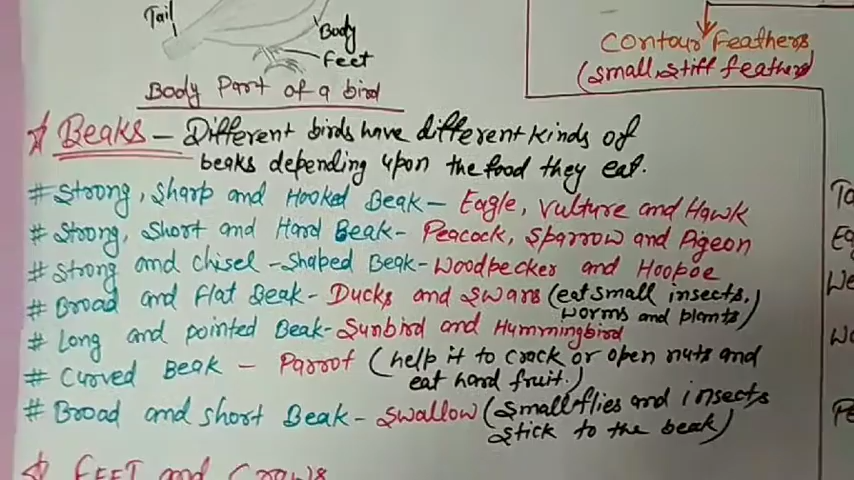 Tail
Body
Feet
Body Part of a bird
Contour Feathers
(small, stiff feathers)
Beaks - Different birds have different kinds of
beaks depending upon the food they eat.
# Strong, Sharp and Hooked Beak - Eagle, Vulture and Hawk
# Strong, Short and Hard Beak - Peacock, Sparrow and Pigeon
# Strong and Chisel-Shaped Beak - Woodpecker and Hoopoe
# Broad and Flat Beak - Ducks and Swans (eat small insects,
worms and plants)
# Long and pointed Beak - Sunbird and Hummingbird
# Curved Beak - Parrot (help it to crack or open nuts and
eat hard fruit.)
# Broad and short Beak - Swallow (small flies and insects
stick to the beak)
FEET and Craws